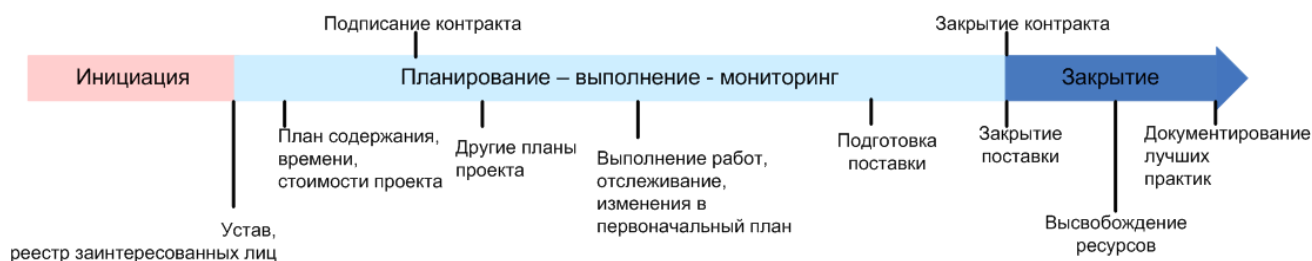 Подписание контракта
Закрытие контракта
Инициация
Планирование – выполнение - мониторинг
Закрытие
План содержания,
времени,
стоимости проекта
Другие планы
проекта
Выполнение работ,
отслеживание,
изменения в
первоначальный план
Подготовка
поставки
Закрытие
поставки
Документирование
лучших
практик
Устав,
реестр заинтересованных лиц
Высвобождение
ресурсов